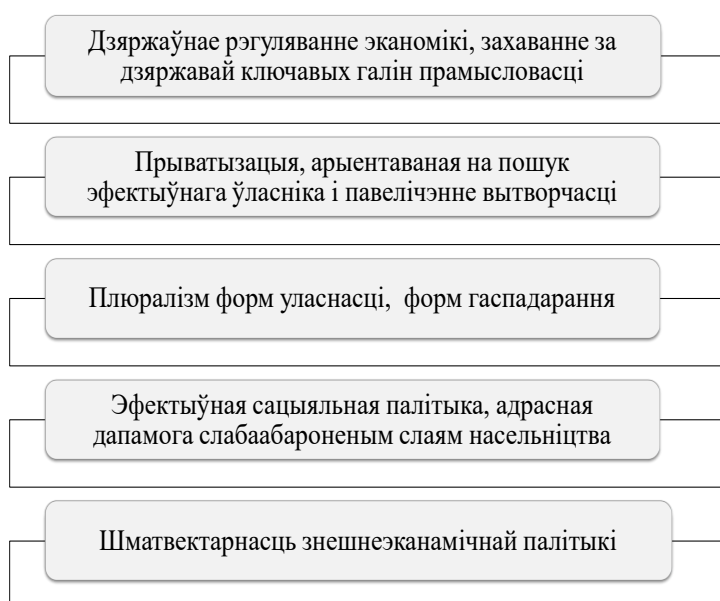 Дзяржаўнае рэгуляванне эканомікі, захаванне за
дзяржавай ключавых галін прамысловасці
Прыватызацыя, арыентаваная на пошук
эфектыўнага ўласніка і павелічэнне вытворчасці
Плюралізм форм уласнасці, форм гаспадарання
Эфектыўная сацыяльная палітыка, адрасная
дапамога слабаабароненым слаям насельніцтва
Шматвектарнасць знешнеэканамічнай палітыкі